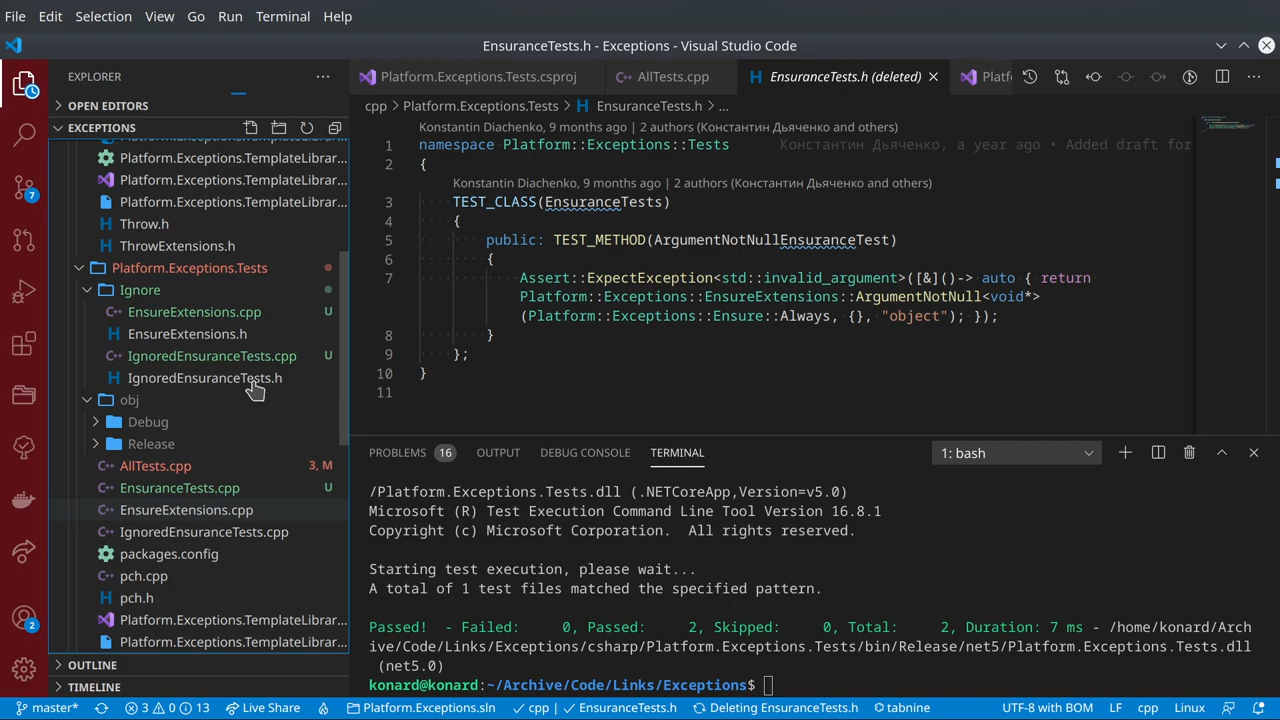 File Edit Selection View Go Run Terminal Help
EnsuranceTests.h - Exceptions - Visual Studio Code
EXPLORER
OPEN EDITORS
EXCEPTIONS
Platform.Exceptions.TemplateLibrar...
Platform.Exceptions.TemplateLibrar...
Platform.Exceptions.TemplateLibrar...
Throw.h
ThrowExtensions.h
Platform.Exceptions.Tests
Ignore
EnsureExtensions.cpp U
EnsureExtensions.h
IgnoredEnsuranceTests.cpp U
IgnoredEnsuranceTests.h
obj
Debug
Release
AllTests.cpp 3, M
EnsuranceTests.cpp U
EnsureExtensions.cpp
IgnoredEnsuranceTests.cpp
packages.config
pch.cpp
pch.h
Platform.Exceptions.TemplateLibrar...
Platform.Exceptions.TemplateLibrar...
OUTLINE
TIMELINE
7
2
Platform.Exceptions.Tests.csproj AllTests.cpp EnsuranceTests.h (deleted) Platf
cpp > Platform.Exceptions.Tests > EnsuranceTests.h > ...
Konstantin Diachenko, 9 months ago | 2 authors (Константин Дьяченко and others)
1 namespace Platform::Exceptions::Tests Константин Дьяченко, a year ago • Added draft for
2 {
Konstantin Diachenko, 9 months ago | 2 authors (Константин Дьяченко and others)
3 TEST_CLASS(EnsuranceTests)
4 {
5 public: TEST_METHOD(ArgumentNotNullEnsuranceTest)
6 {
7 Assert::ExpectException<std::invalid_argument>([&]()-> auto { return
Platform::Exceptions::EnsureExtensions::ArgumentNotNull<void*>
(Platform::Exceptions::Ensure::Always, {}, "object"); });
8 }
9 };
10 }
11
PROBLEMS 16 OUTPUT DEBUG CONSOLE TERMINAL 1: bash
/Platform.Exceptions.Tests.dll (.NETCoreApp,Version=v5.0)
Microsoft (R) Test Execution Command Line Tool Version 16.8.1
Copyright (c) Microsoft Corporation. All rights reserved.
Starting test execution, please wait...
A total of 1 test files matched the specified pattern.
Passed! - Failed: 0, Passed: 2, Skipped: 0, Total: 2, Duration: 7 ms - /home/konard/Arch
ive/Code/Links/Exceptions/csharp/Platform.Exceptions.Tests/bin/Release/net5/Platform.Exceptions.Tests.dll
(net5.0)
konard@konard:~/Archive/Code/Links/Exceptions$
master* 3 0 13 Live Share Platform.Exceptions.sln cpp | EnsuranceTests.h Deleting EnsuranceTests.h tabnine UTF-8 with BOM LF cpp Linux